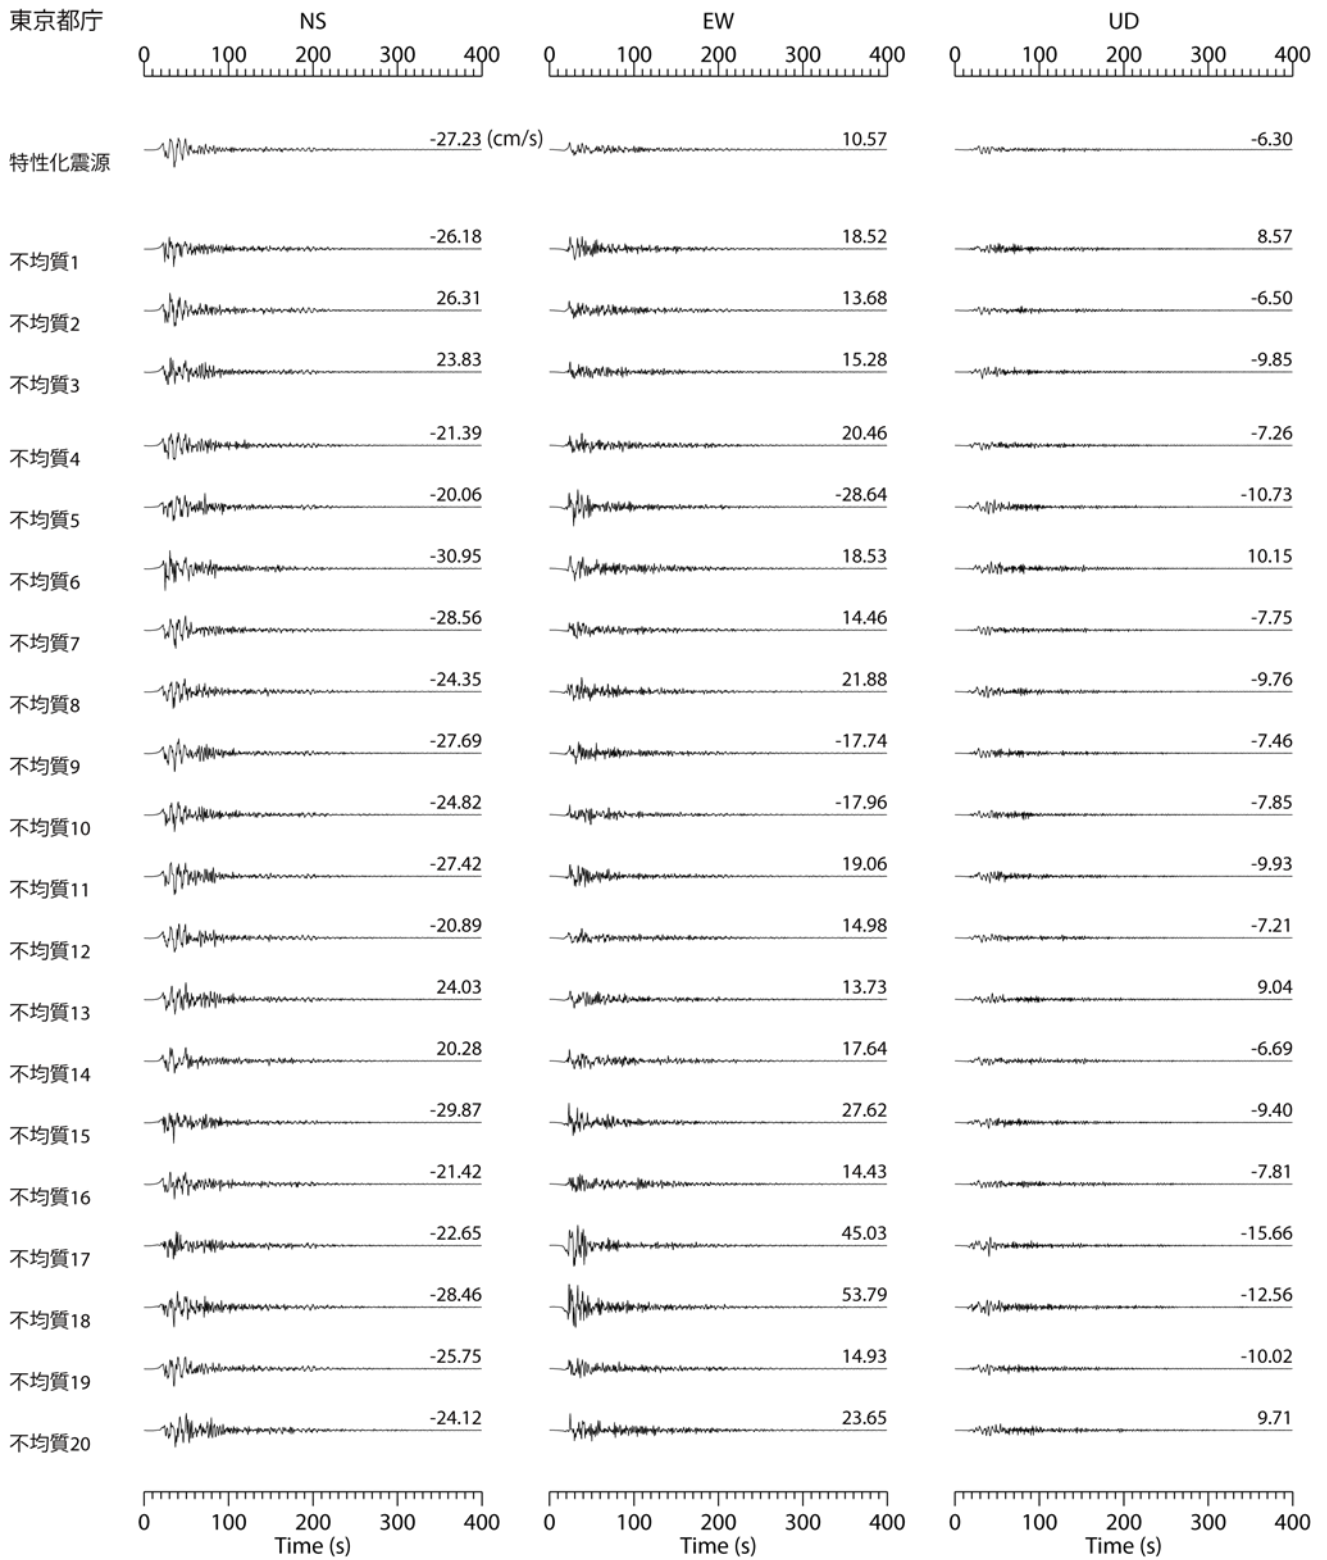 東京都庁 NS EW UD
0 100 200 300 400 0 100 200 300 400 0 100 200 300 400
特性化震源 -27.23 (cm/s) 10.57 -6.30
不均質1 -26.18 18.52 8.57
不均質2 26.31 13.68 -6.50
不均質3 23.83 15.28 -9.85
不均質4 -21.39 20.46 -7.26
不均質5 -20.06 -28.64 -10.73
不均質6 -30.95 18.53 10.15
不均質7 -28.56 14.46 -7.75
不均質8 -24.35 21.88 -9.76
不均質9 -27.69 -17.74 -7.46
不均質10 -24.82 -17.96 -7.85
不均質11 -27.42 19.06 -9.93
不均質12 -20.89 14.98 -7.21
不均質13 24.03 13.73 9.04
不均質14 20.28 17.64 -6.69
不均質15 -29.87 27.62 -9.40
不均質16 -21.42 14.43 -7.81
不均質17 -22.65 45.03 -15.66
不均質18 -28.46 53.79 -12.56
不均質19 -25.75 14.93 -10.02
不均質20 -24.12 23.65 9.71
0 100 200 300 400 0 100 200 300 400 0 100 200 300 400
Time (s) Time (s) Time (s)